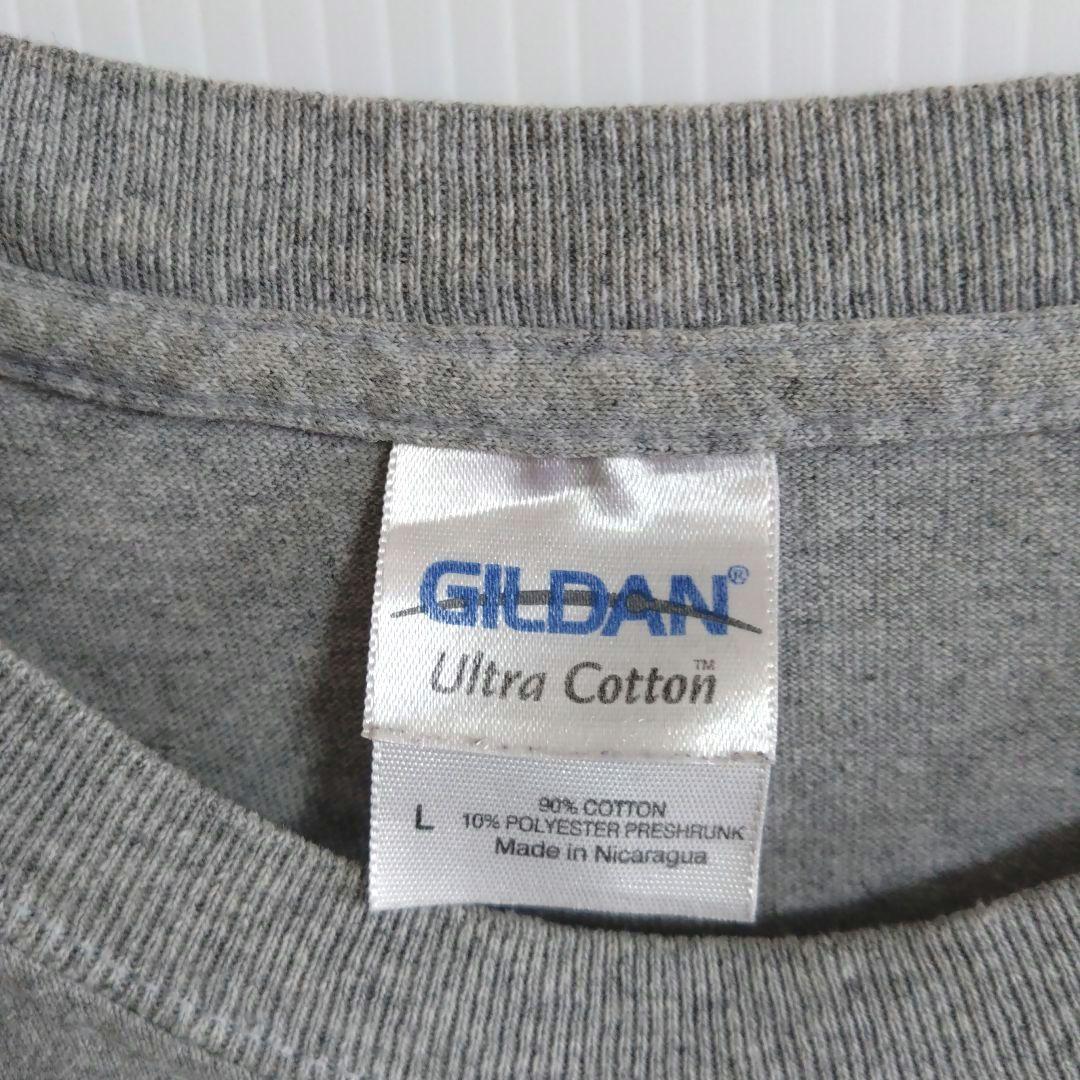 GILDAN®
Ultra Cotton™
L
90% COTTON
10% POLYESTER PRESHRUNK
Made in Nicaragua